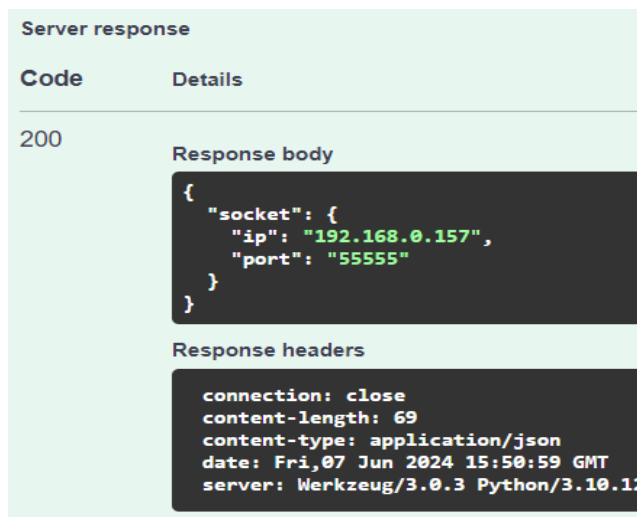 Server response
Code Details
200
Response body
{
"socket": {
"ip": "192.168.0.157",
"port": "55555"
}
}
Response headers
connection: close
content-length: 69
content-type: application/json
date: Fri,07 Jun 2024 15:50:59 GMT
server: Werkzeug/3.0.3 Python/3.10.12